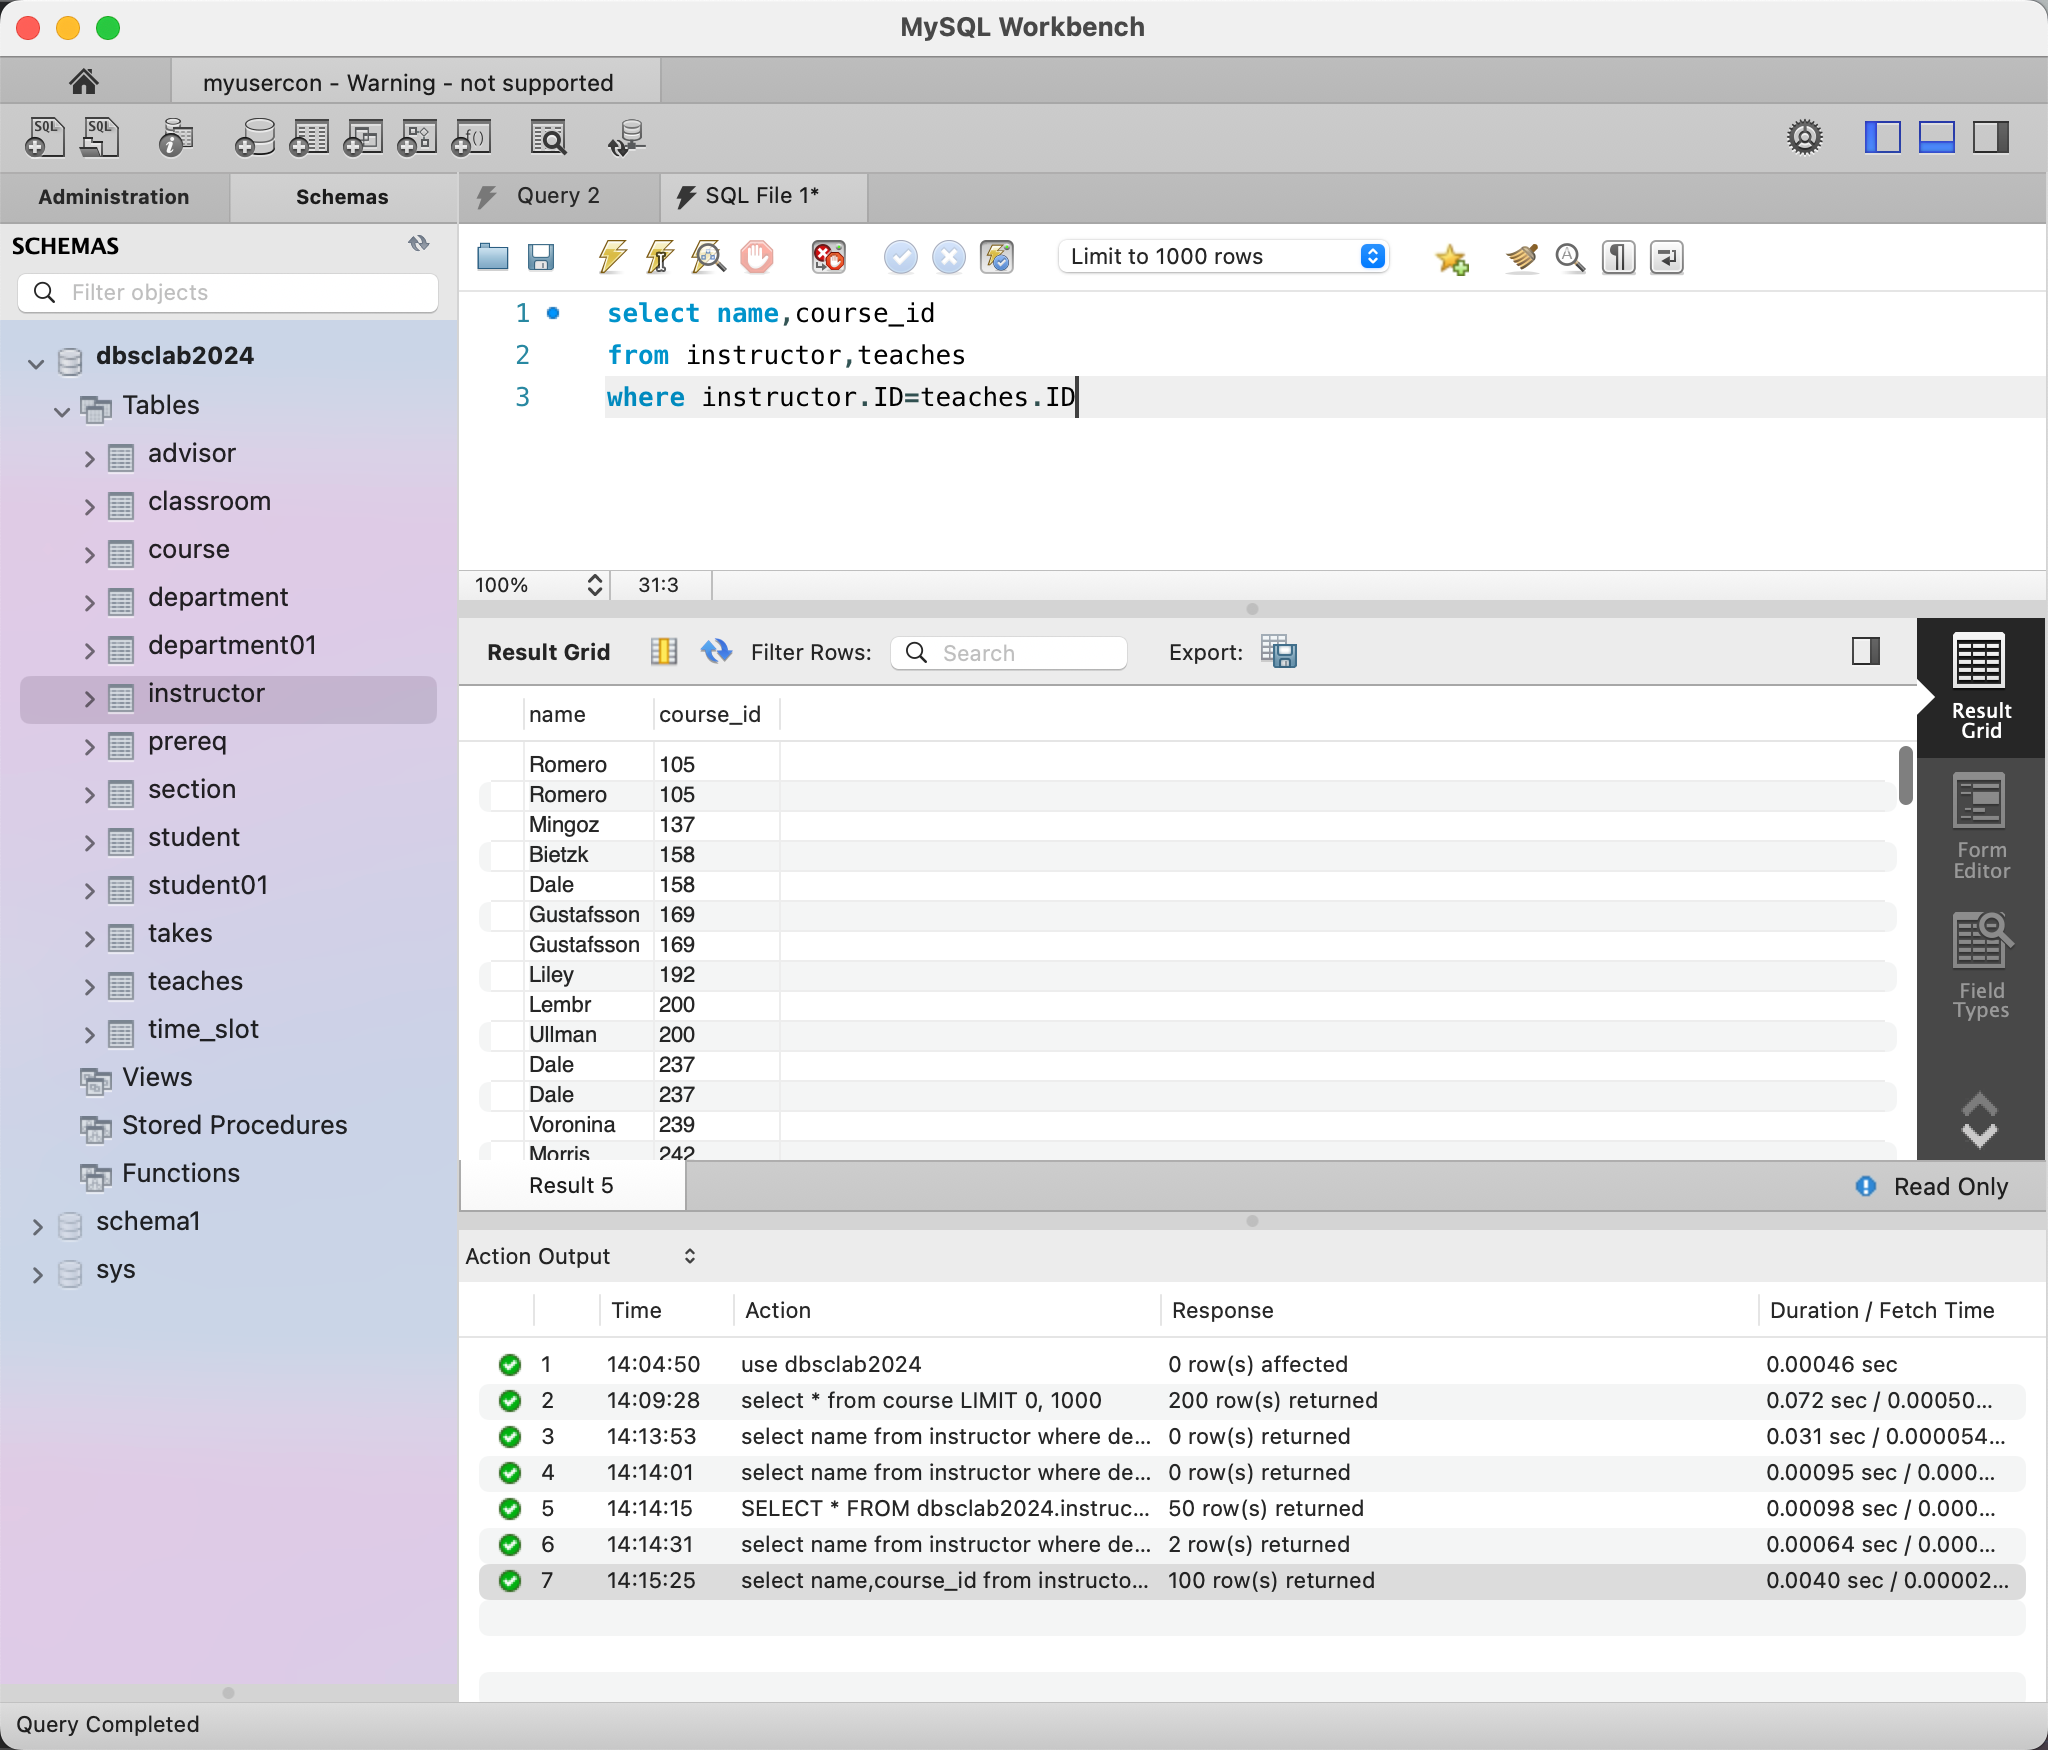 MySQL Workbench
myusercon - Warning - not supported
SQL SQL i f()
Administration Schemas
Query 2 SQL File 1*
SCHEMAS
Filter objects
dbsclab2024
Tables
advisor
classroom
course
department
department01
instructor
prereq
section
student
student01
takes
teaches
time_slot
Views
Stored Procedures
Functions
schema1
sys
Limit to 1000 rows
1 select name,course_id
2 from instructor,teaches
3 where instructor.ID=teaches.ID
100% 31:3
Result Grid Filter Rows: Search Export:
name course_id
Romero 105
Romero 105
Mingoz 137
Bietzk 158
Dale 158
Gustafsson 169
Gustafsson 169
Liley 192
Lembr 200
Ullman 200
Dale 237
Dale 237
Voronina 239
Morris 242
Result
Grid
Form
Editor
Field
Types
Result 5 Read Only
Action Output
Time Action Response Duration / Fetch Time
1 14:04:50 use dbsclab2024 0 row(s) affected 0.00046 sec
2 14:09:28 select * from course LIMIT 0, 1000 200 row(s) returned 0.072 sec / 0.00050...
3 14:13:53 select name from instructor where de... 0 row(s) returned 0.031 sec / 0.000054...
4 14:14:01 select name from instructor where de... 0 row(s) returned 0.00095 sec / 0.000...
5 14:14:15 SELECT * FROM dbsclab2024.instruc... 50 row(s) returned 0.00098 sec / 0.000...
6 14:14:31 select name from instructor where de... 2 row(s) returned 0.00064 sec / 0.000...
7 14:15:25 select name,course_id from instructo... 100 row(s) returned 0.0040 sec / 0.00002...
Query Completed